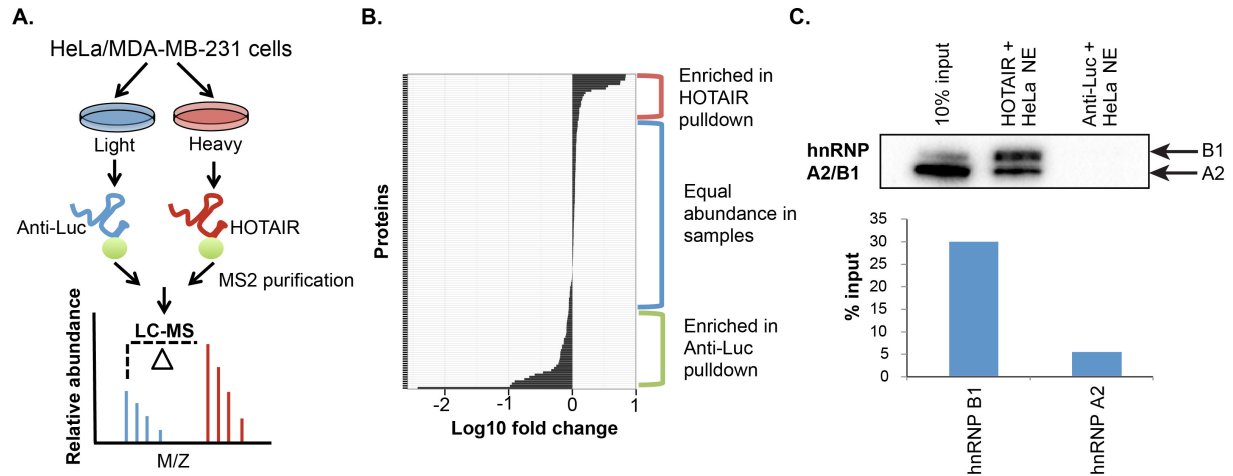 A.
HeLa/MDA-MB-231 cells
Light
Heavy
Anti-Luc
HOTAIR
MS2 purification
LC-MS
Δ
Relative abundance
M/Z
B.
Proteins
Enriched in
HOTAIR
pulldown
Equal
abundance in
samples
Enriched in
Anti-Luc
pulldown
-2 -1 0 1
Log10 fold change
C.
10% input
HOTAIR +
HeLa NE
Anti-Luc +
HeLa NE
hnRNP
A2/B1
B1
A2
% input
35
30
25
20
15
10
5
0
hnRNP B1
hnRNP A2